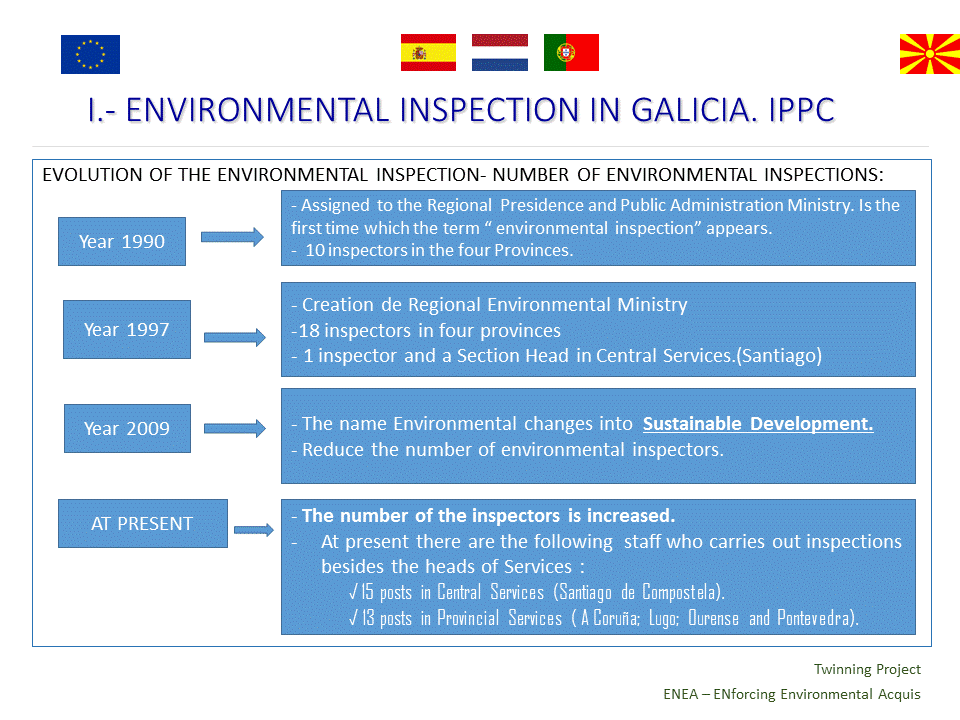 I.- ENVIRONMENTAL INSPECTION IN GALICIA. IPPC
EVOLUTION OF THE ENVIRONMENTAL INSPECTION- NUMBER OF ENVIRONMENTAL INSPECTIONS:
Year 1990
- Assigned to the Regional Presidence and Public Administration Ministry. Is the
first time which the term “ environmental inspection” appears.
- 10 inspectors in the four Provinces.
Year 1997
- Creation de Regional Environmental Ministry
-18 inspectors in four provinces
- 1 inspector and a Section Head in Central Services.(Santiago)
Year 2009
- The name Environmental changes into Sustainable Development.
- Reduce the number of environmental inspectors.
AT PRESENT
- The number of the inspectors is increased.
- At present there are the following staff who carries out inspections
besides the heads of Services :
√ 15 posts in Central Services (Santiago de Compostela).
√ 13 posts in Provincial Services ( A Coruña; Lugo; Ourense and Pontevedra).
Twinning Project
ENEA – ENforcing Environmental Acquis